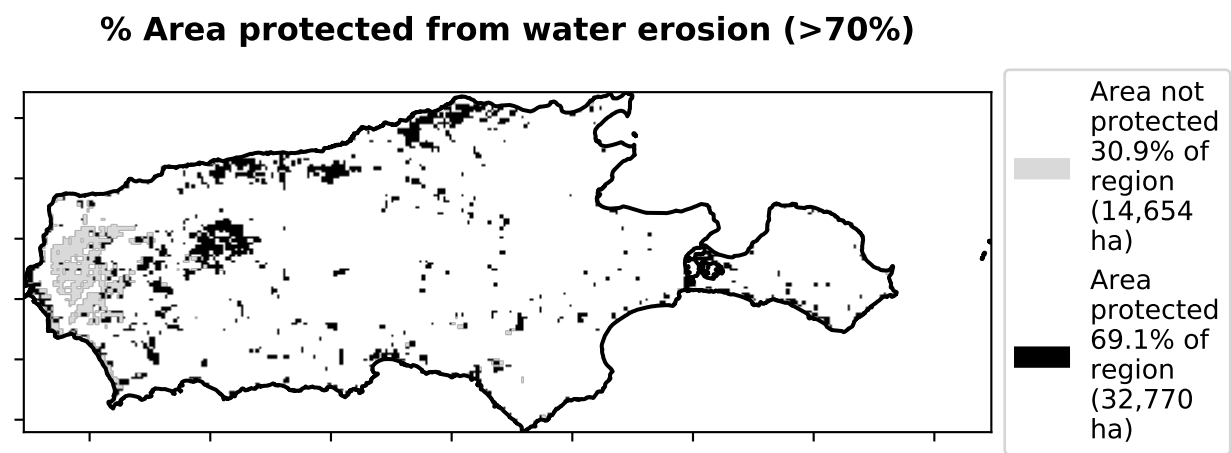 % Area protected from water erosion (>70%)
Area not
protected
30.9% of
region
(14,654
ha)
Area
protected
69.1% of
region
(32,770
ha)